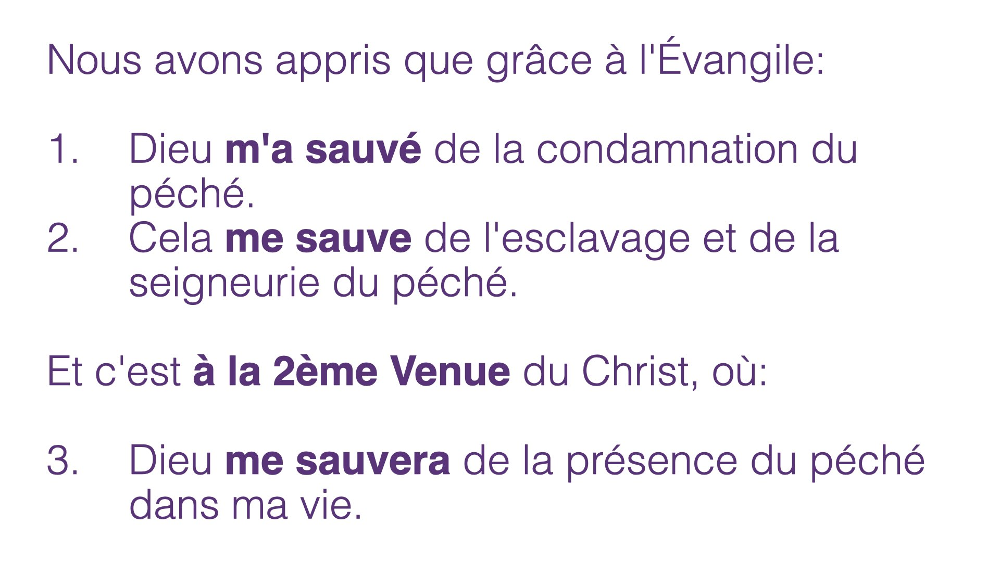 Nous avons appris que grâce à l'Évangile:
1. Dieu m'a sauvé de la condamnation du
péché.
2. Cela me sauve de l'esclavage et de la
seigneurie du péché.
Et c'est à la 2ème Venue du Christ, où:
3. Dieu me sauvera de la présence du péché
dans ma vie.